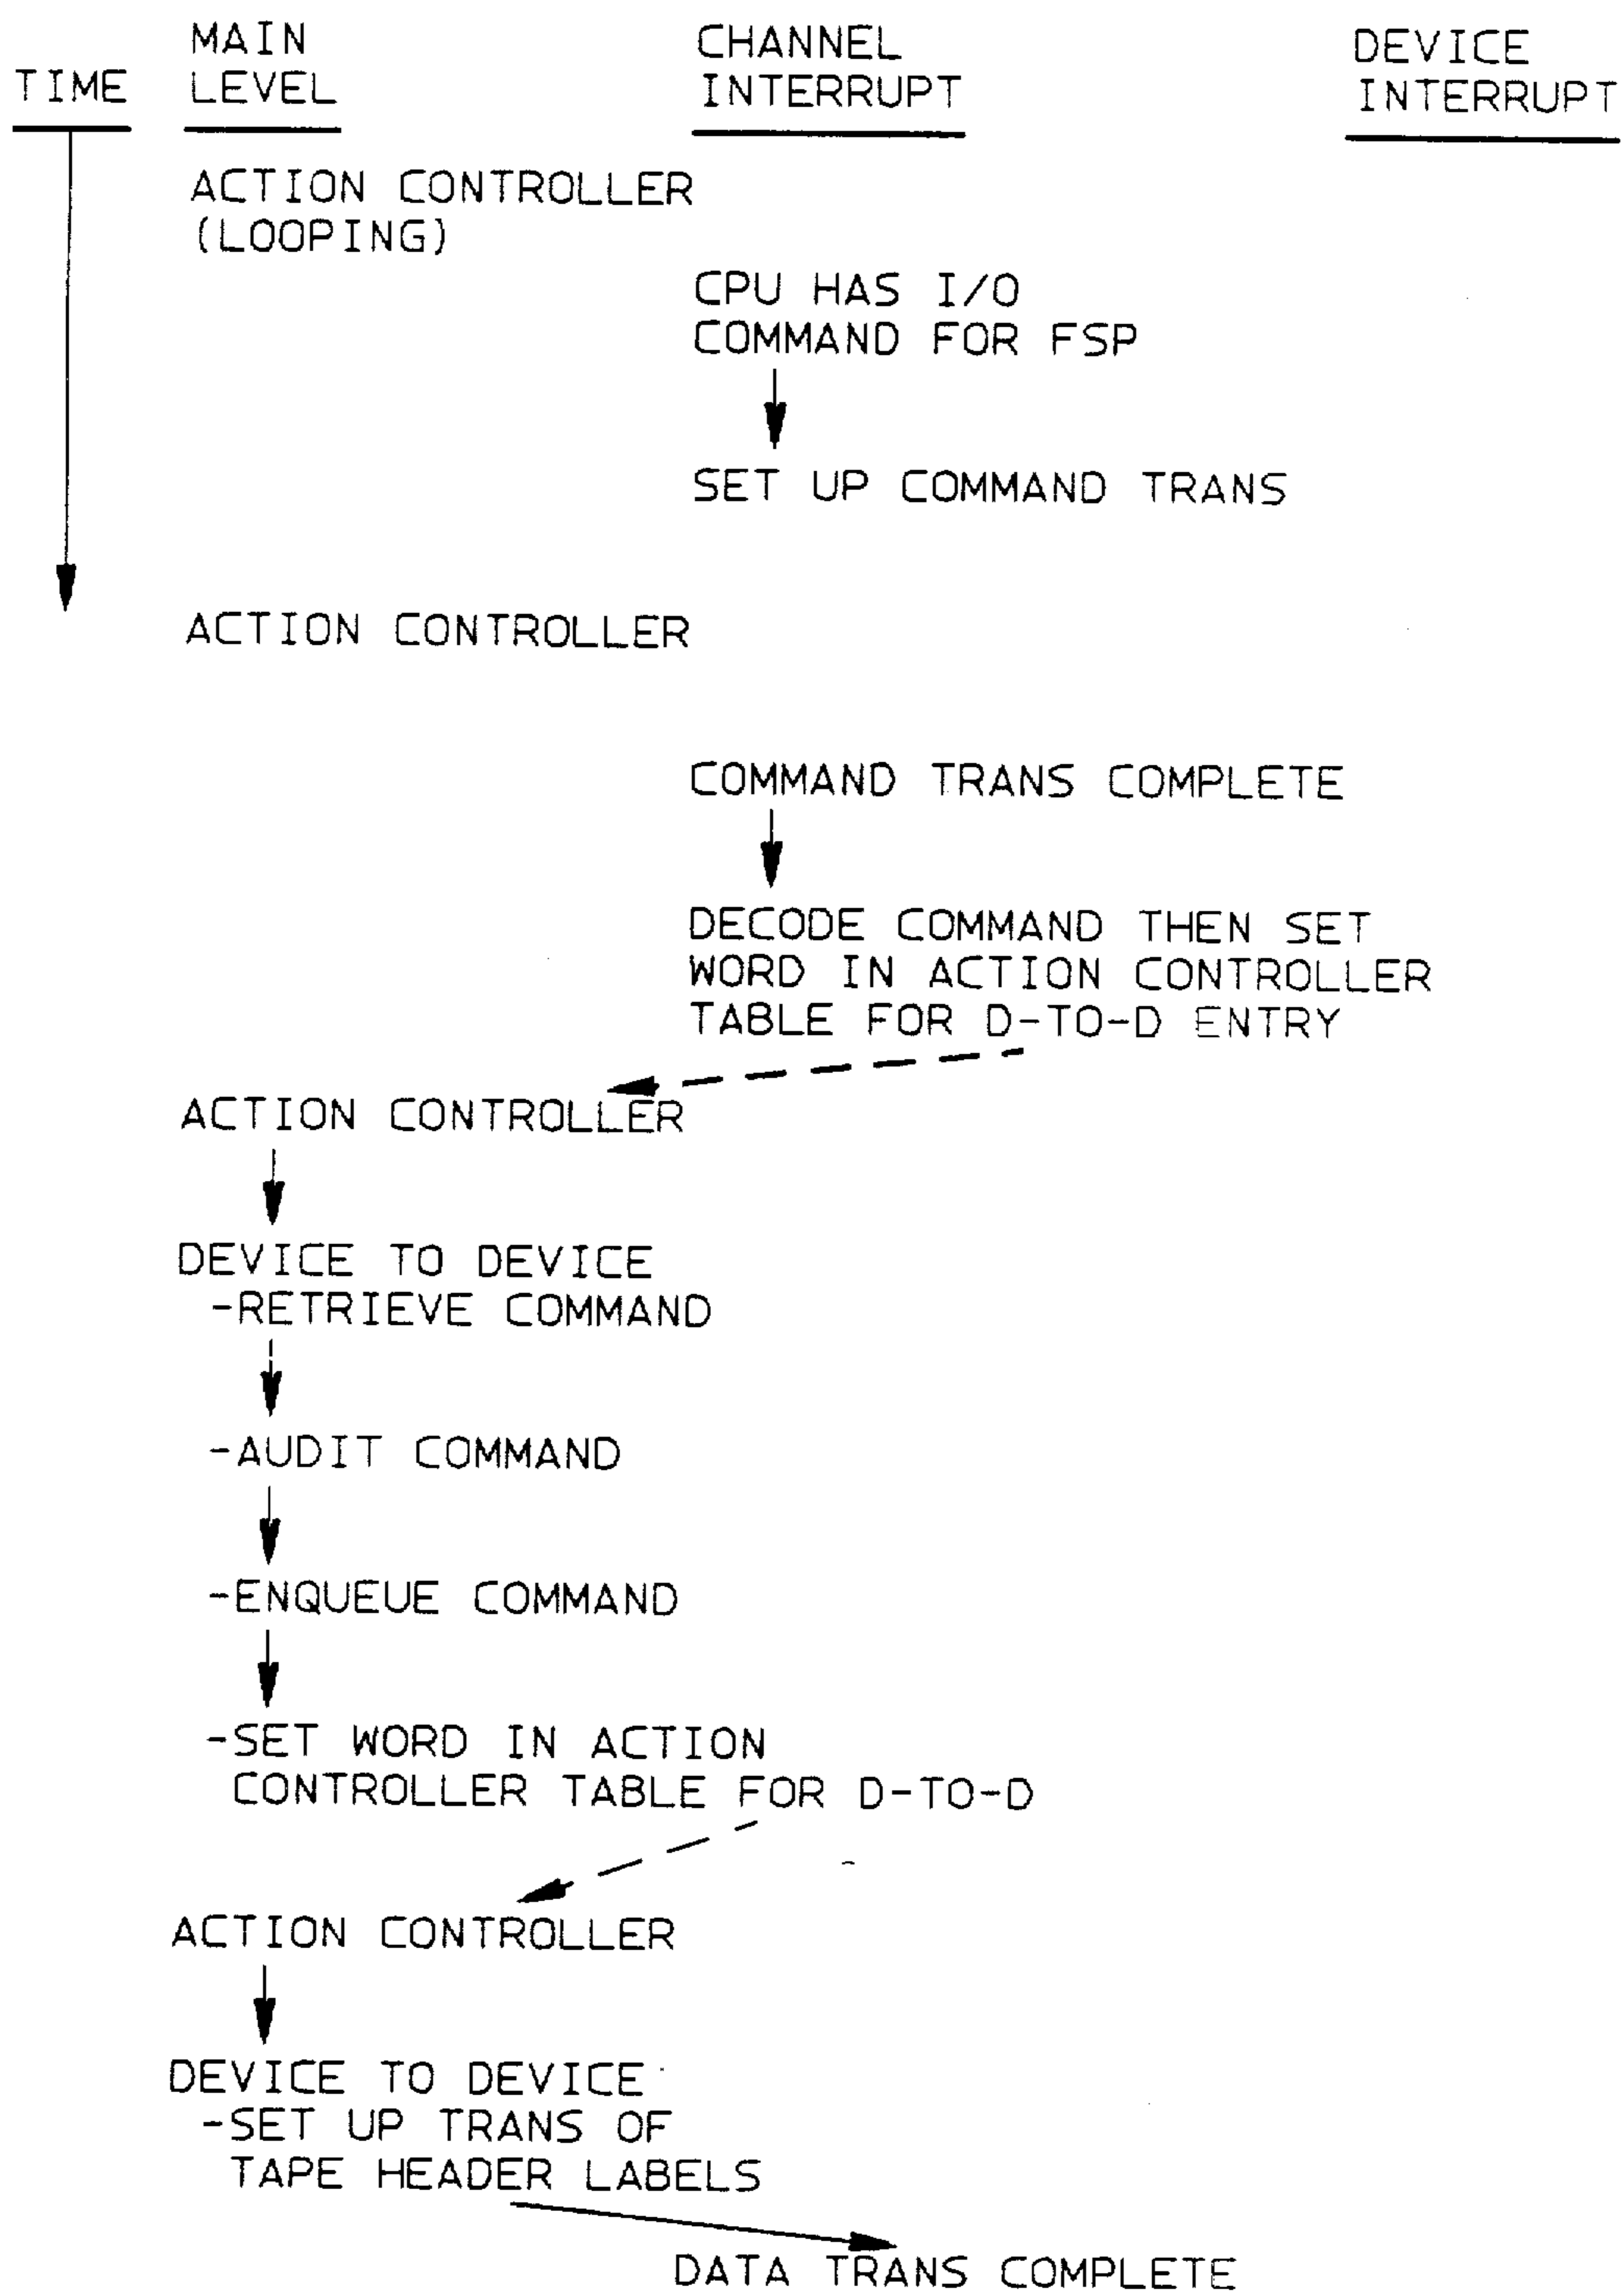 TIME
MAIN
LEVEL
CHANNEL
INTERRUPT
DEVICE
INTERRUPT
ACTION CONTROLLER
(LOOPING)
CPU HAS I/O
COMMAND FOR FSP
SET UP COMMAND TRANS
ACTION CONTROLLER
COMMAND TRANS COMPLETE
DECODE COMMAND THEN SET
WORD IN ACTION CONTROLLER
TABLE FOR D-TO-D ENTRY
ACTION CONTROLLER
DEVICE TO DEVICE
-RETRIEVE COMMAND
-AUDIT COMMAND
-ENQUEUE COMMAND
-SET WORD IN ACTION
CONTROLLER TABLE FOR D-TO-D
ACTION CONTROLLER
DEVICE TO DEVICE
-SET UP TRANS OF
TAPE HEADER LABELS
DATA TRANS COMPLETE